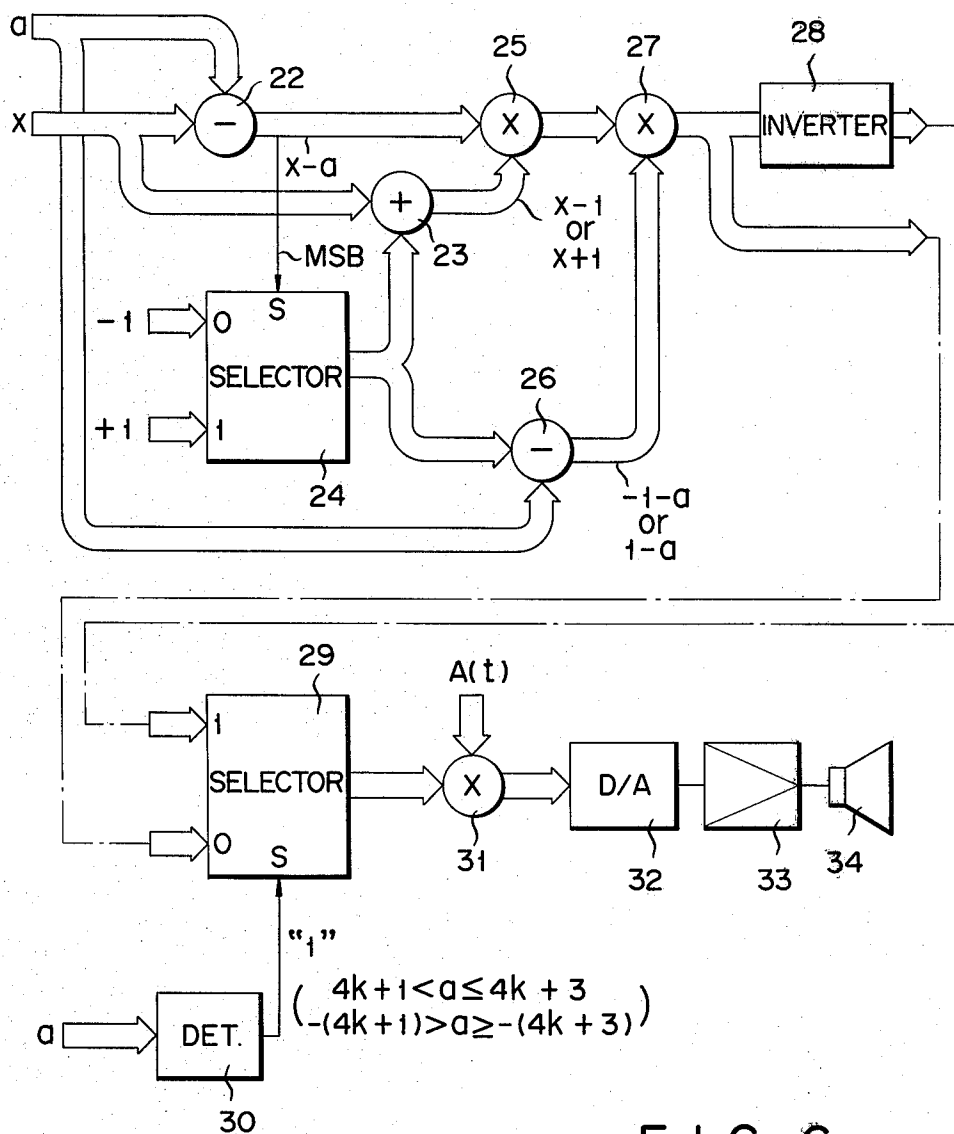 a
22
25
27
28
x
−
x
x
INVERTER
x-a
+
23
x-1
or
x+1
MSB
-1
0
S
SELECTOR
26
+1
1
−
24
-1-a
or
1-a
29
A(t)
1
SELECTOR
x
D/A
0
S
31
32
33
34
"1"
4k+1<a≤4k+3
(
)
-(4k+1)>a≥-(4k+3)
a
DET.
30